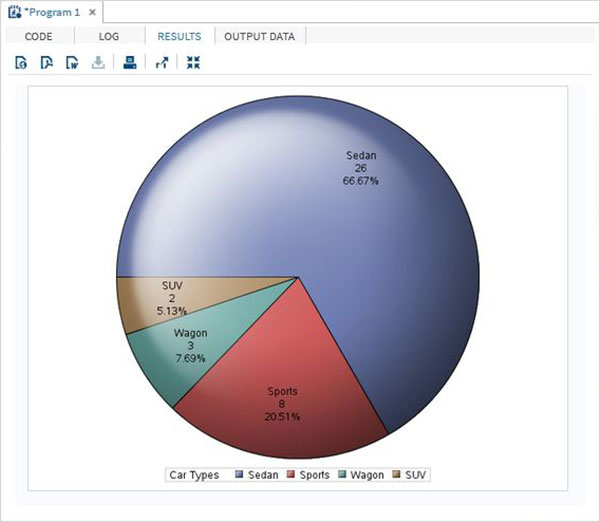 *Program 1 ×
CODE LOG RESULTS OUTPUT DATA
Sedan
26
66.67%
SUV
2
5.13%
Wagon
3
7.69%
Sports
8
20.51%
Car Types Sedan Sports Wagon SUV